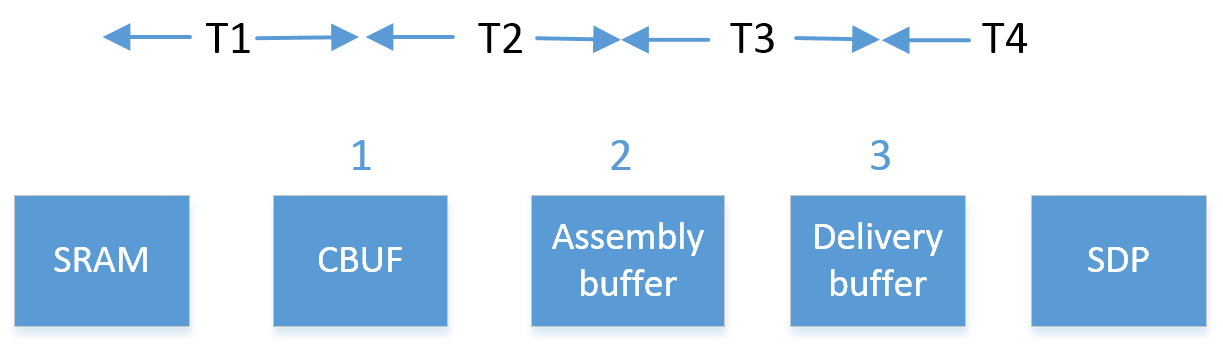 T1 T2 T3 T4
1 2 3
SRAM CBUF Assembly buffer Delivery buffer SDP